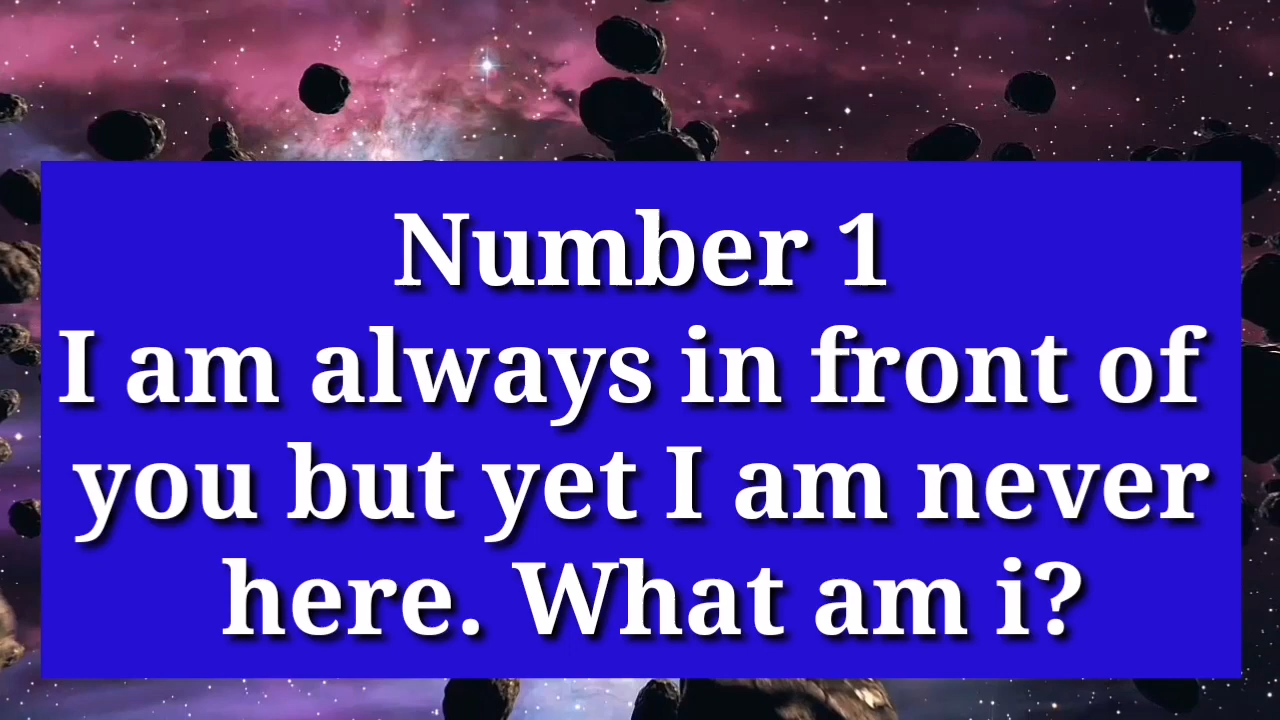 Number 1
I am always in front of
you but yet I am never
here. What am i?